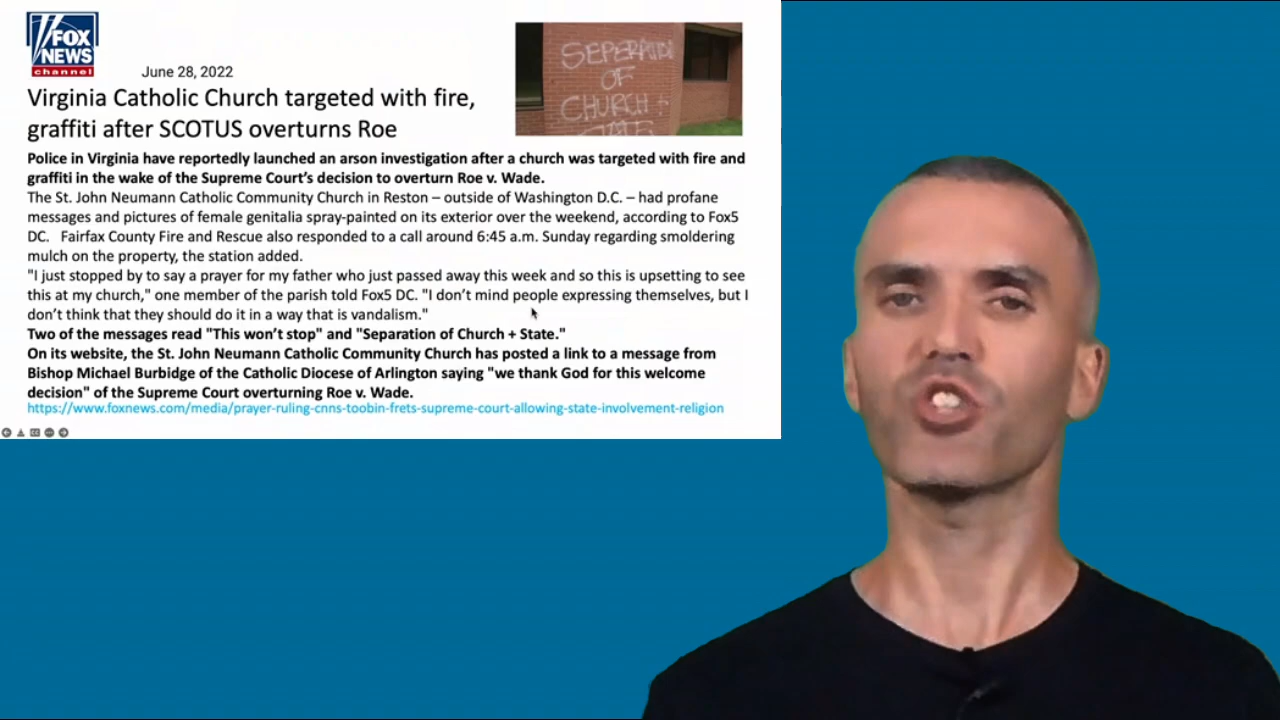 FOX
NEWS
channel
June 28, 2022
Virginia Catholic Church targeted with fire,
graffiti after SCOTUS overturns Roe
SEPERATION
OF
CHURCH +
STATE
Police in Virginia have reportedly launched an arson investigation after a church was targeted with fire and
graffiti in the wake of the Supreme Court’s decision to overturn Roe v. Wade.
The St. John Neumann Catholic Community Church in Reston – outside of Washington D.C. – had profane
messages and pictures of female genitalia spray-painted on its exterior over the weekend, according to Fox5
DC. Fairfax County Fire and Rescue also responded to a call around 6:45 a.m. Sunday regarding smoldering
mulch on the property, the station added.
"I just stopped by to say a prayer for my father who just passed away this week and so this is upsetting to see
this at my church," one member of the parish told Fox5 DC. "I don’t mind people expressing themselves, but I
don’t think that they should do it in a way that is vandalism."
Two of the messages read "This won’t stop" and "Separation of Church + State."
On its website, the St. John Neumann Catholic Community Church has posted a link to a message from
Bishop Michael Burbidge of the Catholic Diocese of Arlington saying "we thank God for this welcome
decision" of the Supreme Court overturning Roe v. Wade.
https://www.foxnews.com/media/prayer-ruling-cnns-toobin-frets-supreme-court-allowing-state-involvement-religion